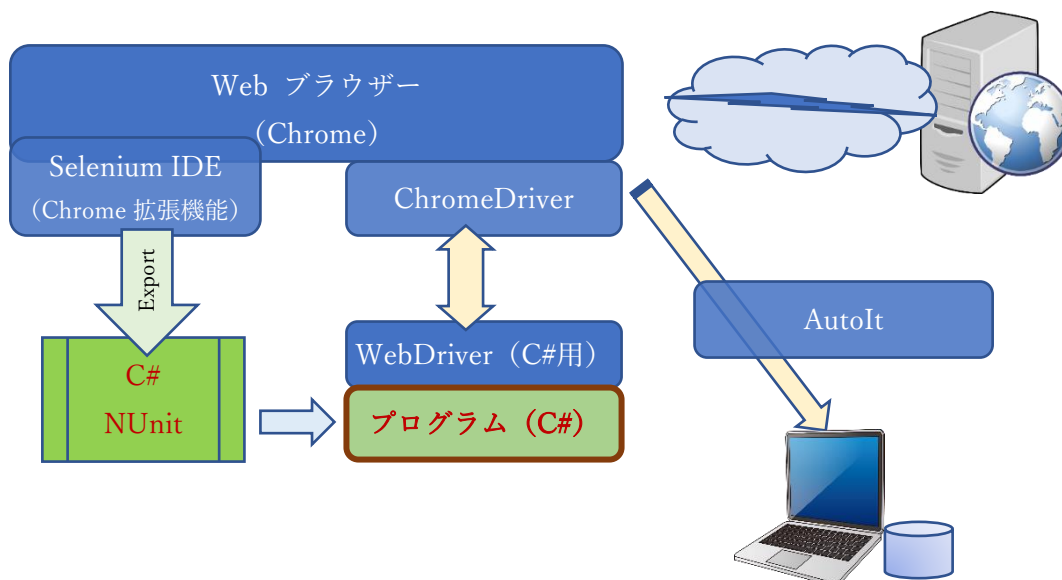 Web ブラウザー
（Chrome）
Selenium IDE
（Chrome 拡張機能）
ChromeDriver
Export
AutoIt
WebDriver（C#用）
C#
NUnit
プログラム（C#）